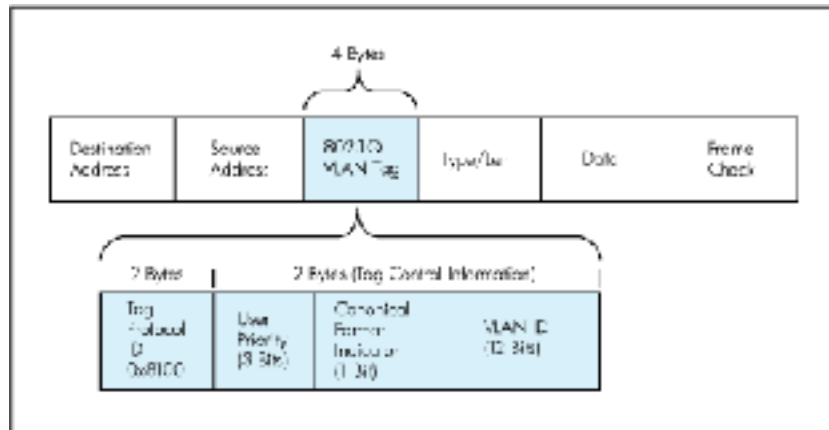 4 Bytes
Destination
Address
Source
Address
802.1Q
VLAN Tag
Type/Len
Data
Frame
Check
2 Bytes
2 Bytes (Tag Control Information)
Tag
Protocol
ID
0x8100
User
Priority
(3 Bits)
Canonical
Format
Indicator
(1 Bit)
VLAN ID
(12 Bits)